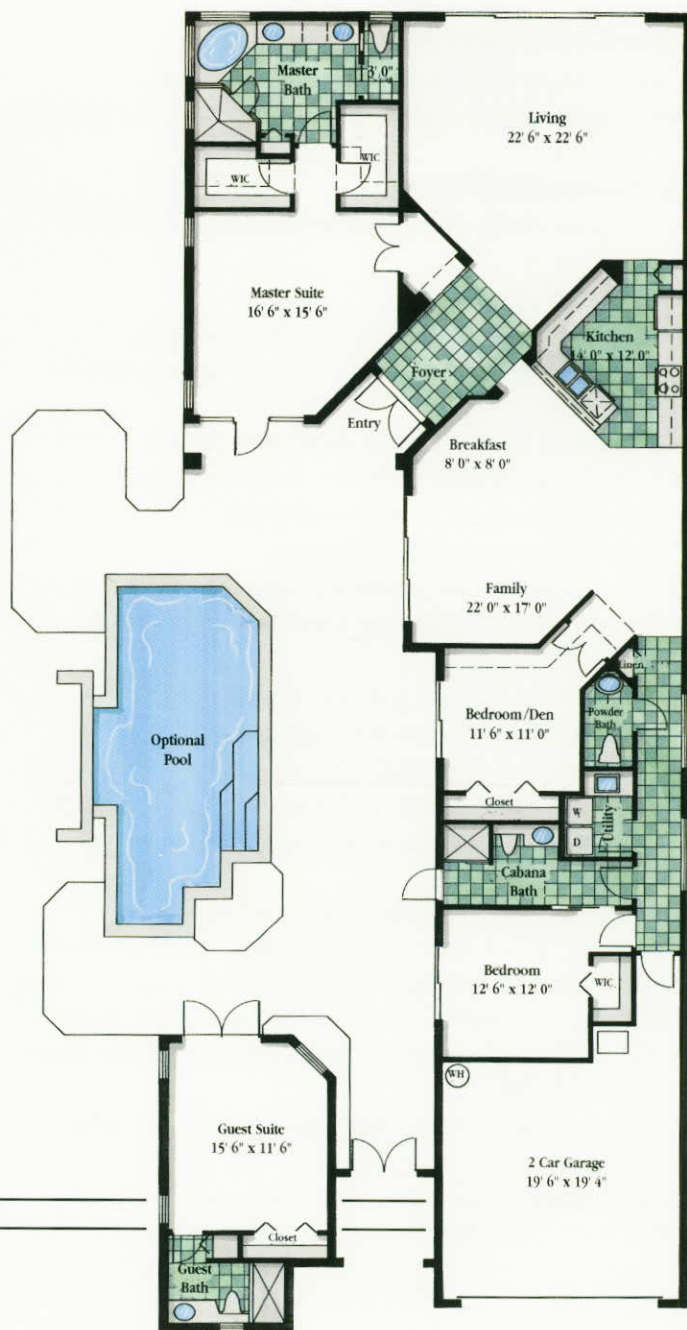 Master
Bath
3' 0"
Living
22' 6" x 22' 6"
WIC
WIC
Master Suite
16' 6" x 15' 6"
Kitchen
14' 0" x 12' 0"
Foyer
Entry
Breakfast
8' 0" x 8' 0"
Family
22' 0" x 17' 0"
Linen
Bedroom/Den
11' 6" x 11' 0"
Powder
Bath
Optional
Pool
Closet
W
D
Utility
Cabana
Bath
Bedroom
12' 6" x 12' 0"
WIC
WH
Guest Suite
15' 6" x 11' 6"
2 Car Garage
19' 6" x 19' 4"
Closet
Guest
Bath